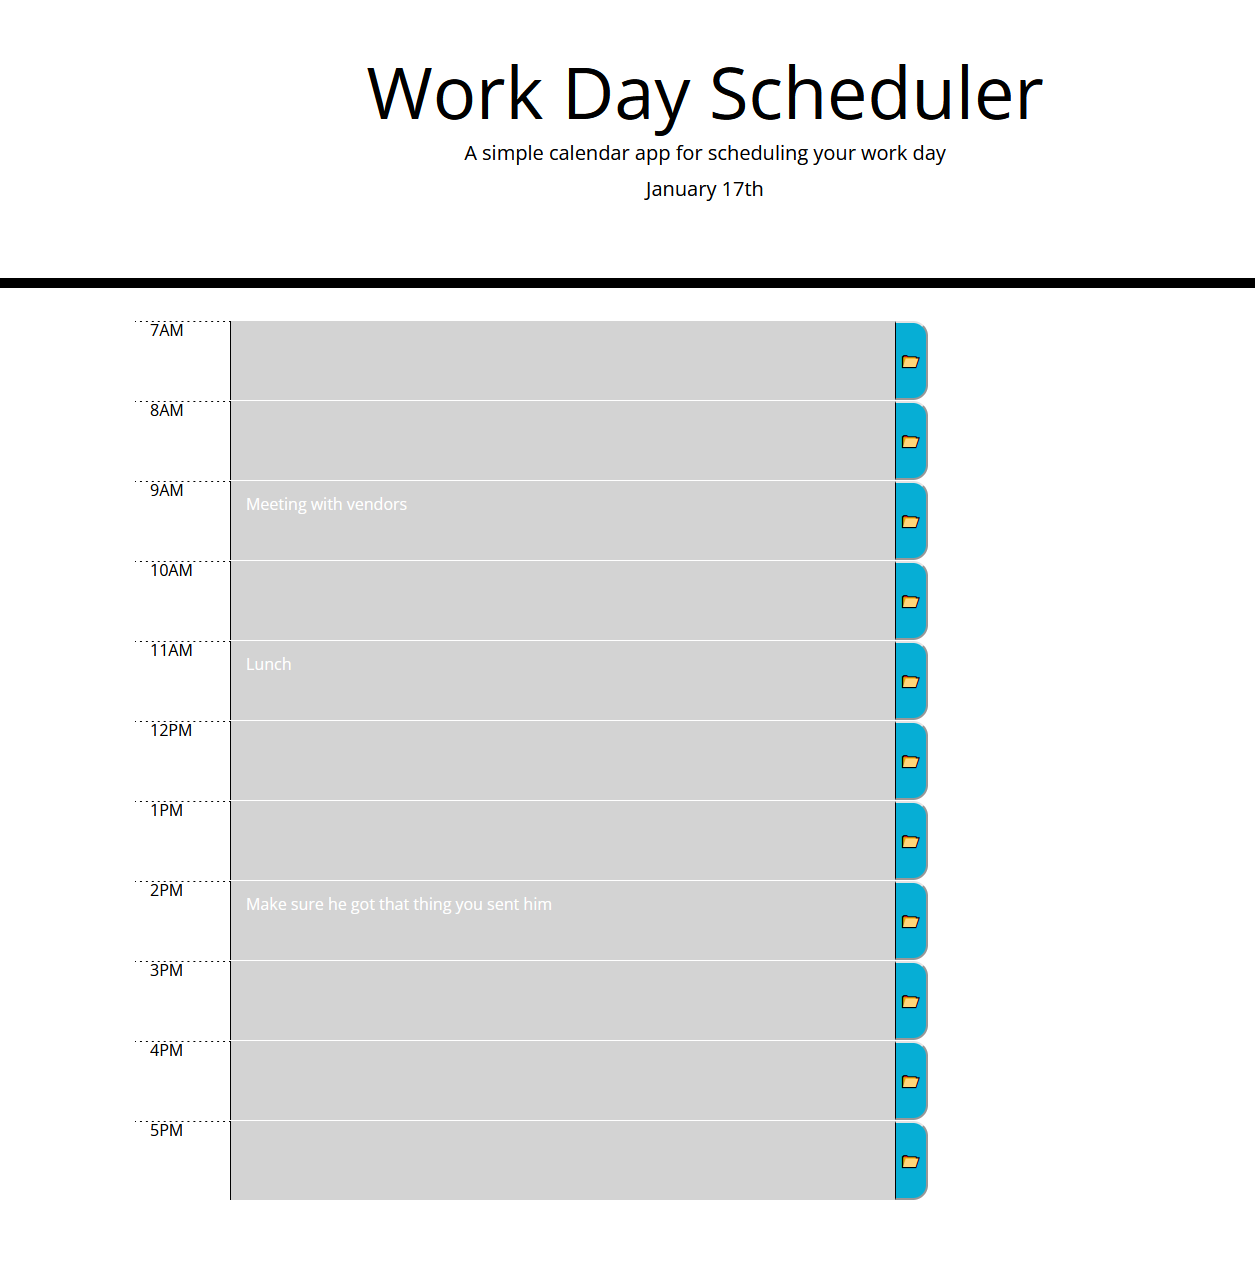 Work Day Scheduler
A simple calendar app for scheduling your work day
January 17th
7AM
8AM
9AM
Meeting with vendors
10AM
11AM
Lunch
12PM
1PM
2PM
Make sure he got that thing you sent him
3PM
4PM
5PM